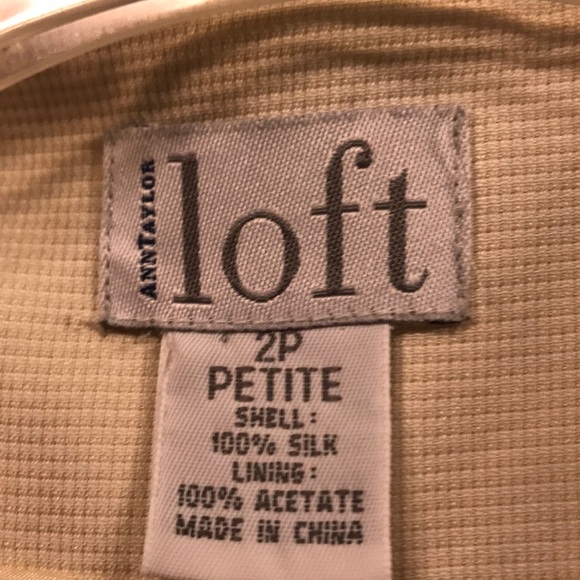 ANNTAYLOR
loft
2P
PETITE
SHELL:
100% SILK
LINING:
100% ACETATE
MADE IN CHINA